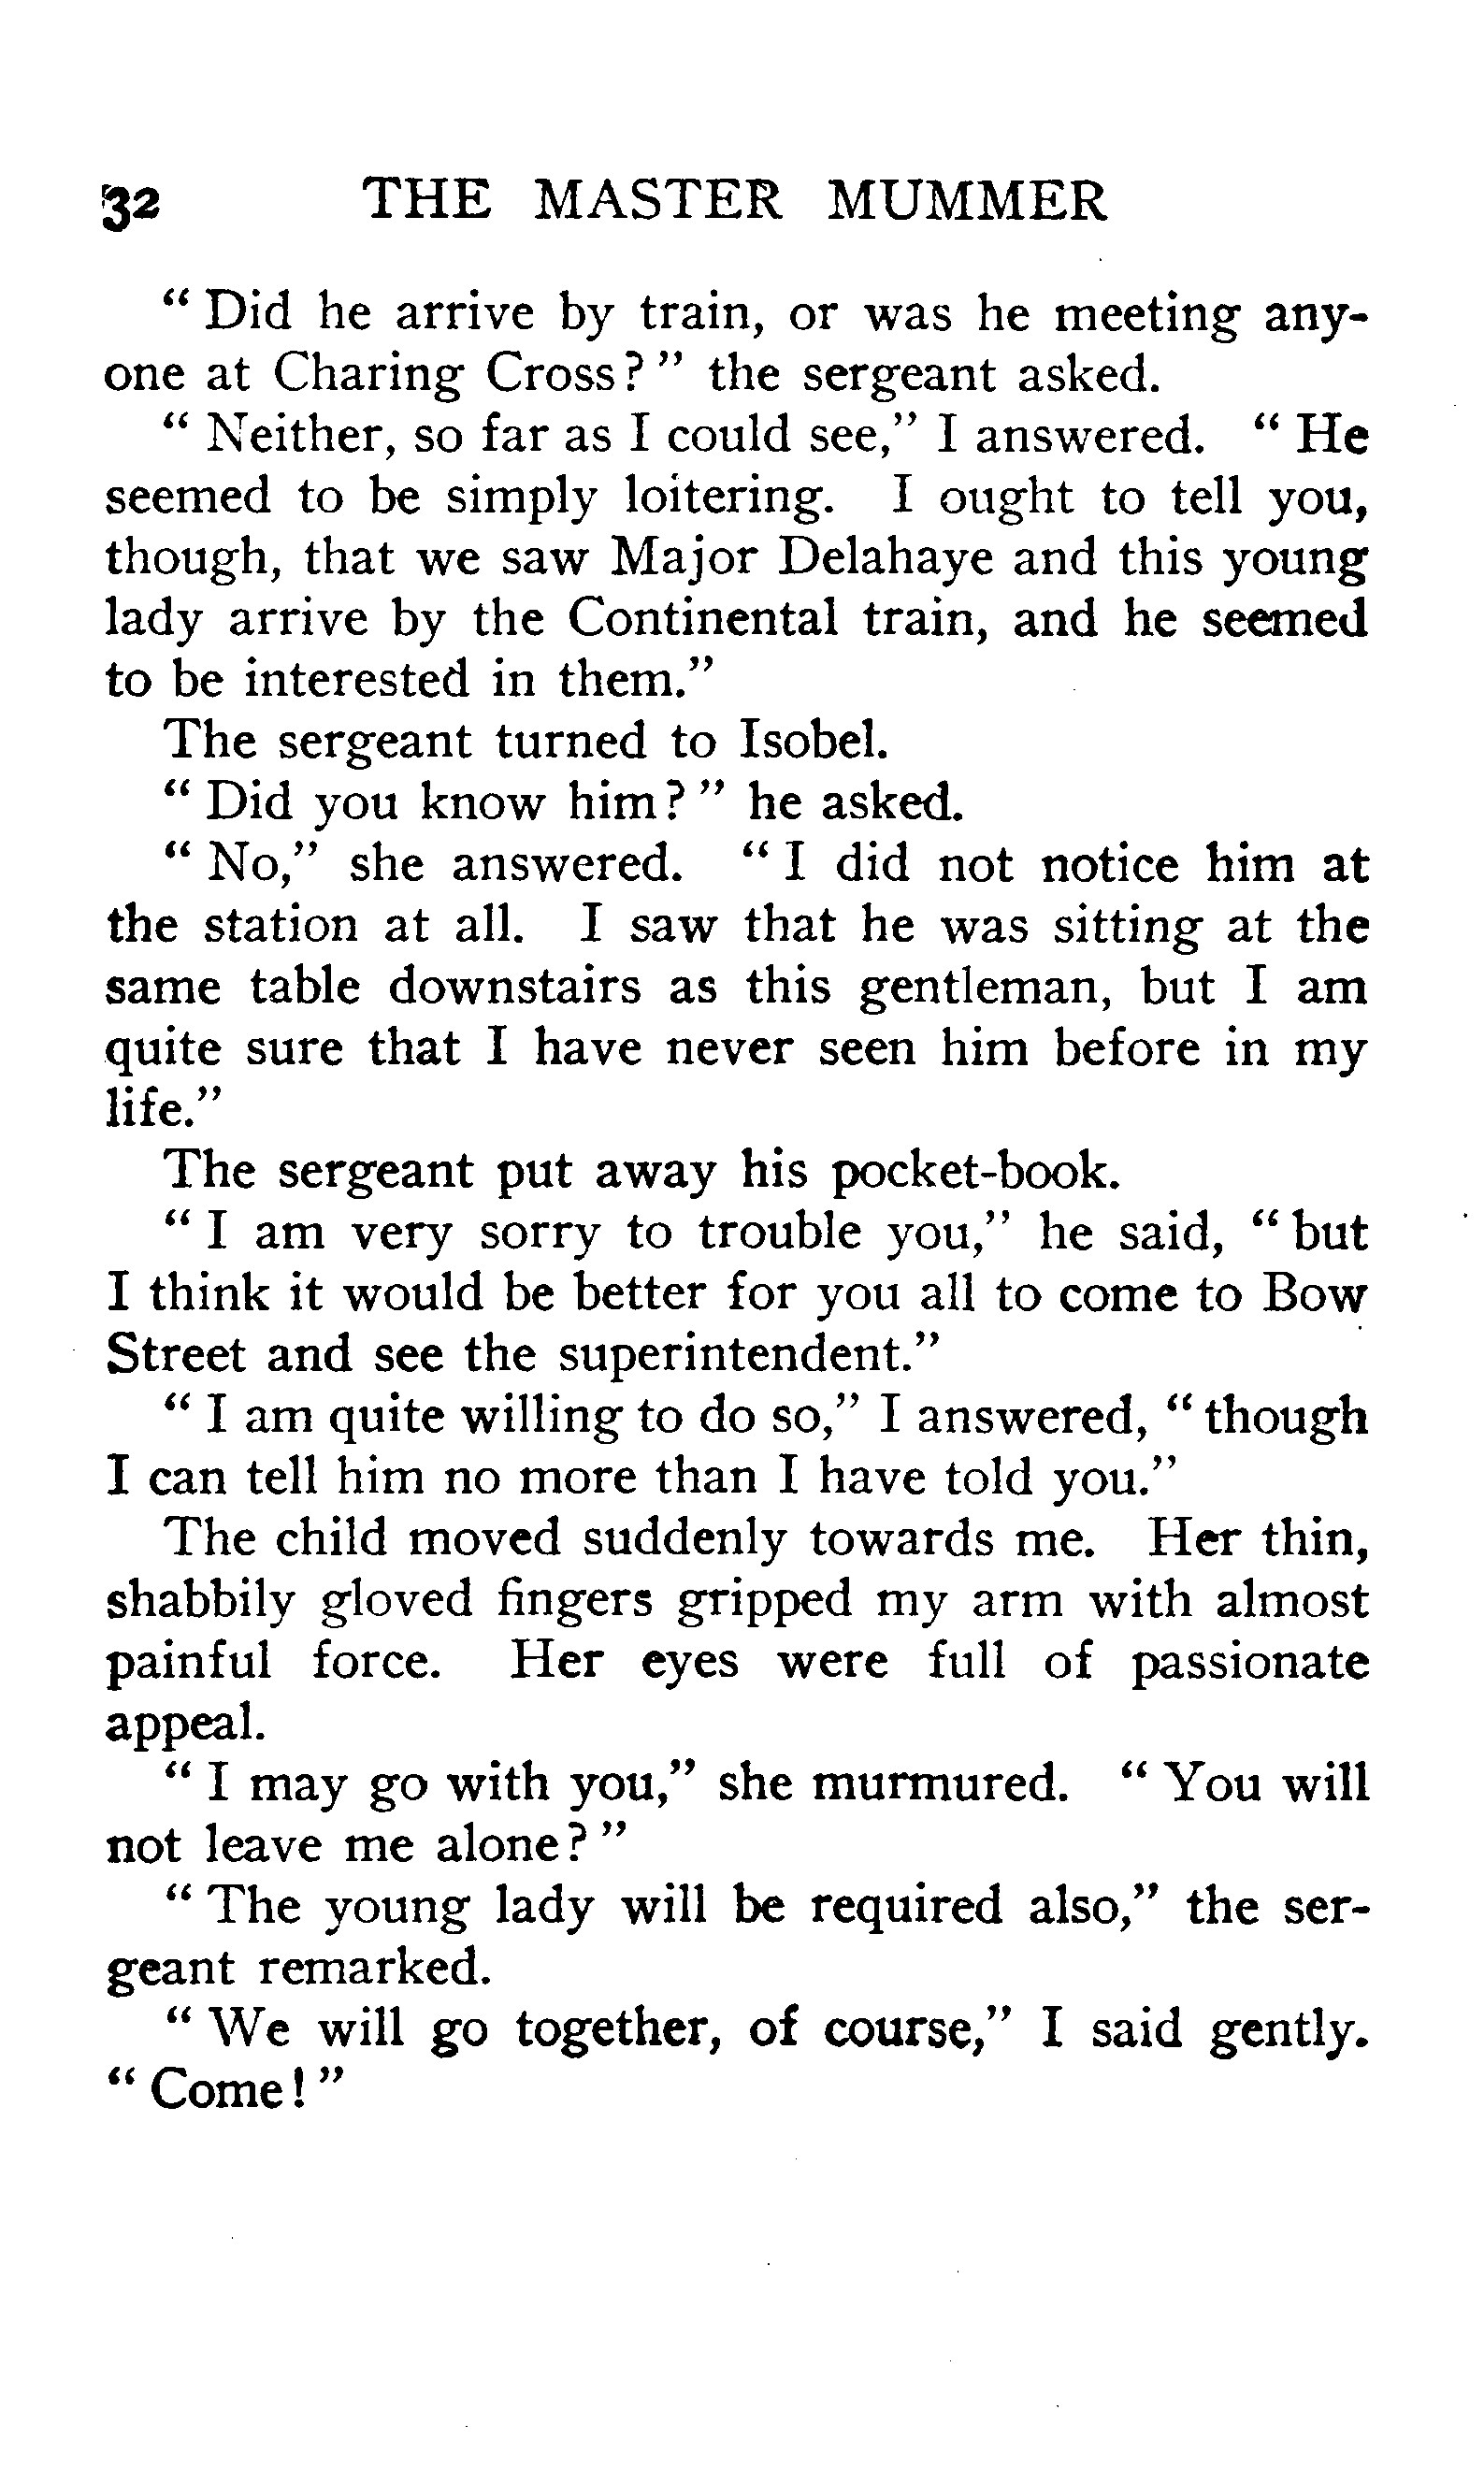 32 THE MASTER MUMMER
“ Did he arrive by train, or was he meeting any-
one at Charing Cross? ” the sergeant asked.
“ Neither, so far as I could see,” I answered. “ He
seemed to be simply loitering. I ought to tell you,
though, that we saw Major Delahaye and this young
lady arrive by the Continental train, and he seemed
to be interested in them.”
The sergeant turned to Isobel.
“ Did you know him? ” he asked.
“ No,” she answered. “ I did not notice him at
the station at all. I saw that he was sitting at the
same table downstairs as this gentleman, but I am
quite sure that I have never seen him before in my
life.”
The sergeant put away his pocket-book.
“ I am very sorry to trouble you,” he said, “ but
I think it would be better for you all to come to Bow
Street and see the superintendent.”
“ I am quite willing to do so,” I answered, “ though
I can tell him no more than I have told you.”
The child moved suddenly towards me. Her thin,
shabbily gloved fingers gripped my arm with almost
painful force. Her eyes were full of passionate
appeal.
“ I may go with you,” she murmured. “ You will
not leave me alone? ”
“ The young lady will be required also,” the ser-
geant remarked.
“ We will go together, of course,” I said gently.
“ Come! ”